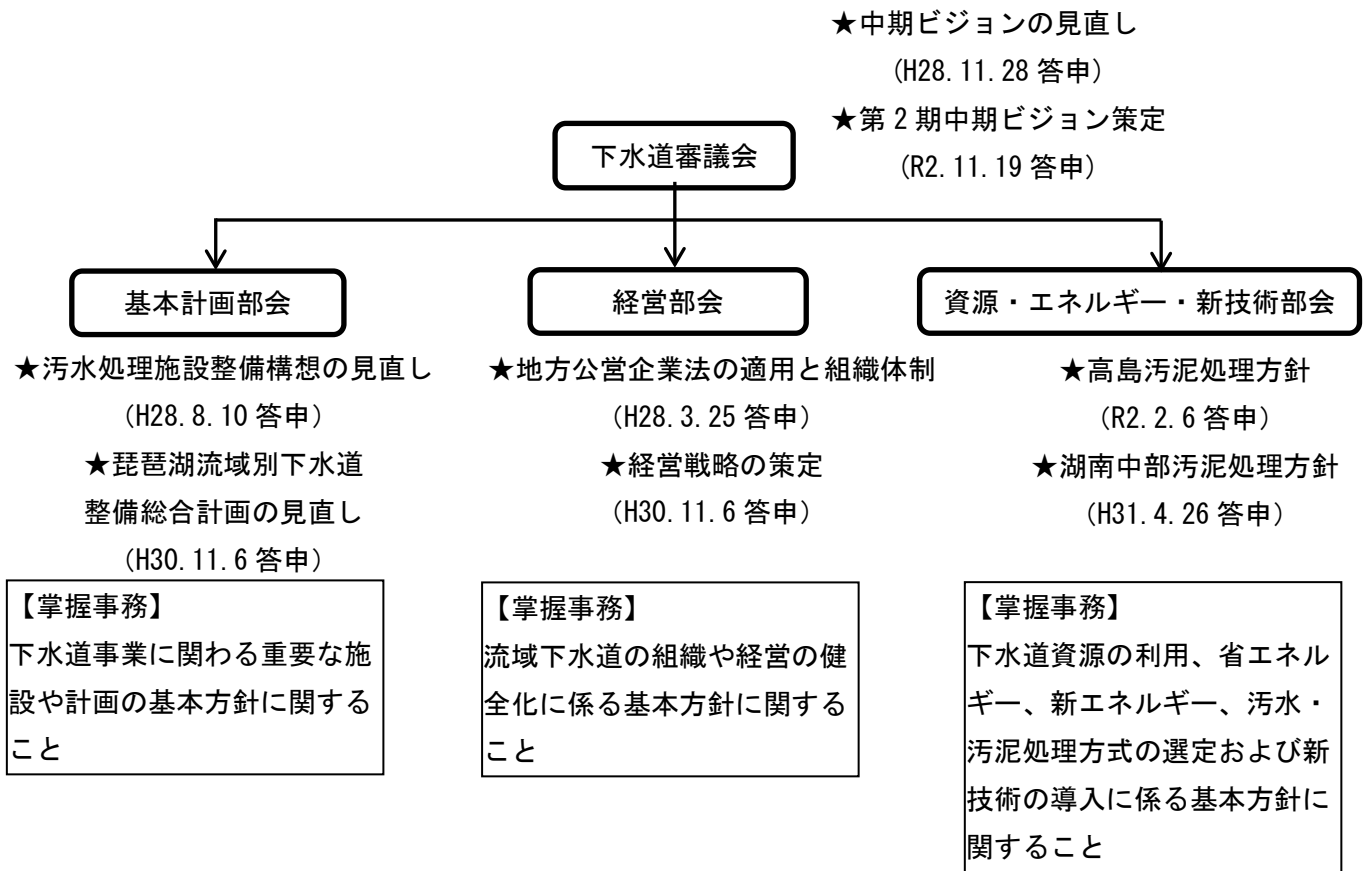 ★中期ビジョンの見直し
(H28.11.28 答申)
★第2期中期ビジョン策定
(R2.11.19 答申)
下水道審議会
基本計画部会
★汚水処理施設整備構想の見直し
(H28.8.10 答申)
★琵琶湖流域別下水道
整備総合計画の見直し
(H30.11.6 答申)
【掌握事務】
下水道事業に関わる重要な施
設や計画の基本方針に関する
こと
経営部会
★地方公営企業法の適用と組織体制
(H28.3.25 答申)
★経営戦略の策定
(H30.11.6 答申)
【掌握事務】
流域下水道の組織や経営の健
全化に係る基本方針に関する
こと
資源・エネルギー・新技術部会
★高島汚泥処理方針
(R2.2.6 答申)
★湖南中部汚泥処理方針
(H31.4.26 答申)
【掌握事務】
下水道資源の利用、省エネル
ギー、新エネルギー、汚水・
汚泥処理方式の選定および新
技術の導入に係る基本方針に
関すること